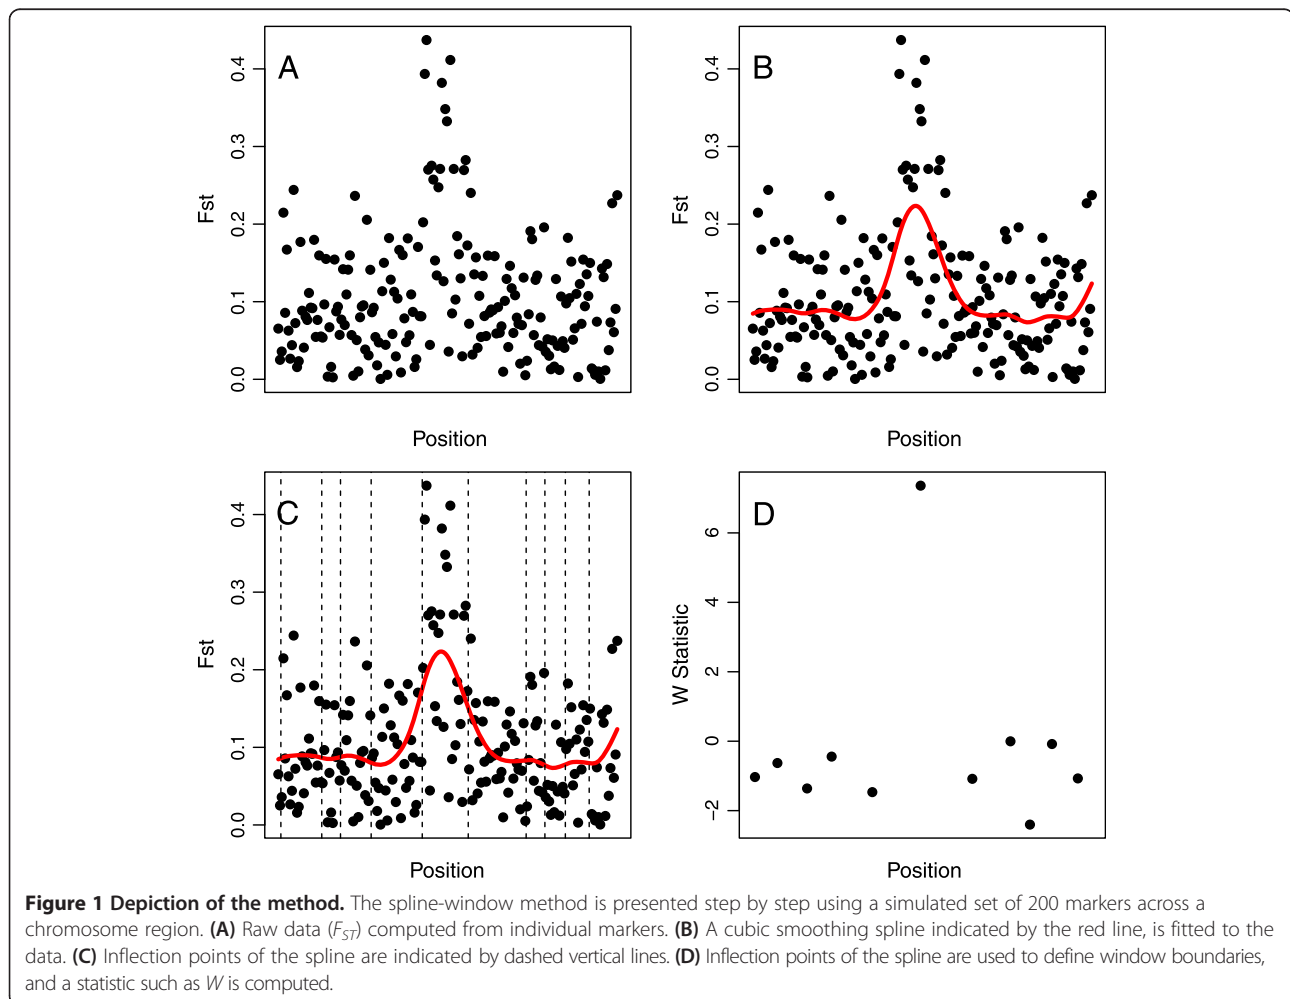 A
0.4
0.3
0.2
0.1
0.0
Fst
Position
B
0.4
0.3
0.2
0.1
0.0
Fst
Position
C
0.4
0.3
0.2
0.1
0.0
Fst
Position
D
6
4
2
0
−2
W Statistic
Position
Figure 1 Depiction of the method. The spline-window method is presented step by step using a simulated set of 200 markers across a
chromosome region. (A) Raw data (FST) computed from individual markers. (B) A cubic smoothing spline indicated by the red line, is fitted to the
data. (C) Inflection points of the spline are indicated by dashed vertical lines. (D) Inflection points of the spline are used to define window boundaries,
and a statistic such as W is computed.